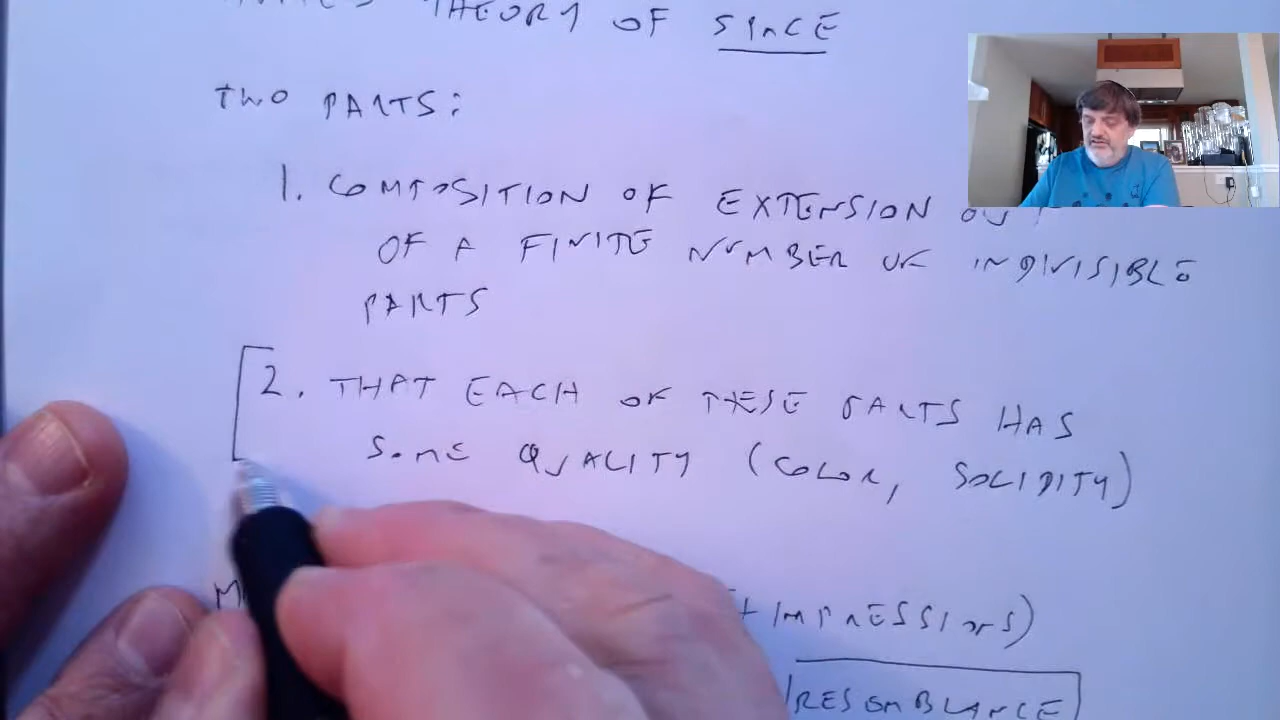 THEORY OF SPACE
TWO PARTS:
1. COMPOSITION OF EXTENSION OUT
OF A FINITE NUMBER OF INDIVISIBLE
PARTS
2. THAT EACH OF THESE PARTS HAS
SOME QUALITY (COLOR, SOLIDITY)
IMPRESSIONS)
RESEMBLANCE